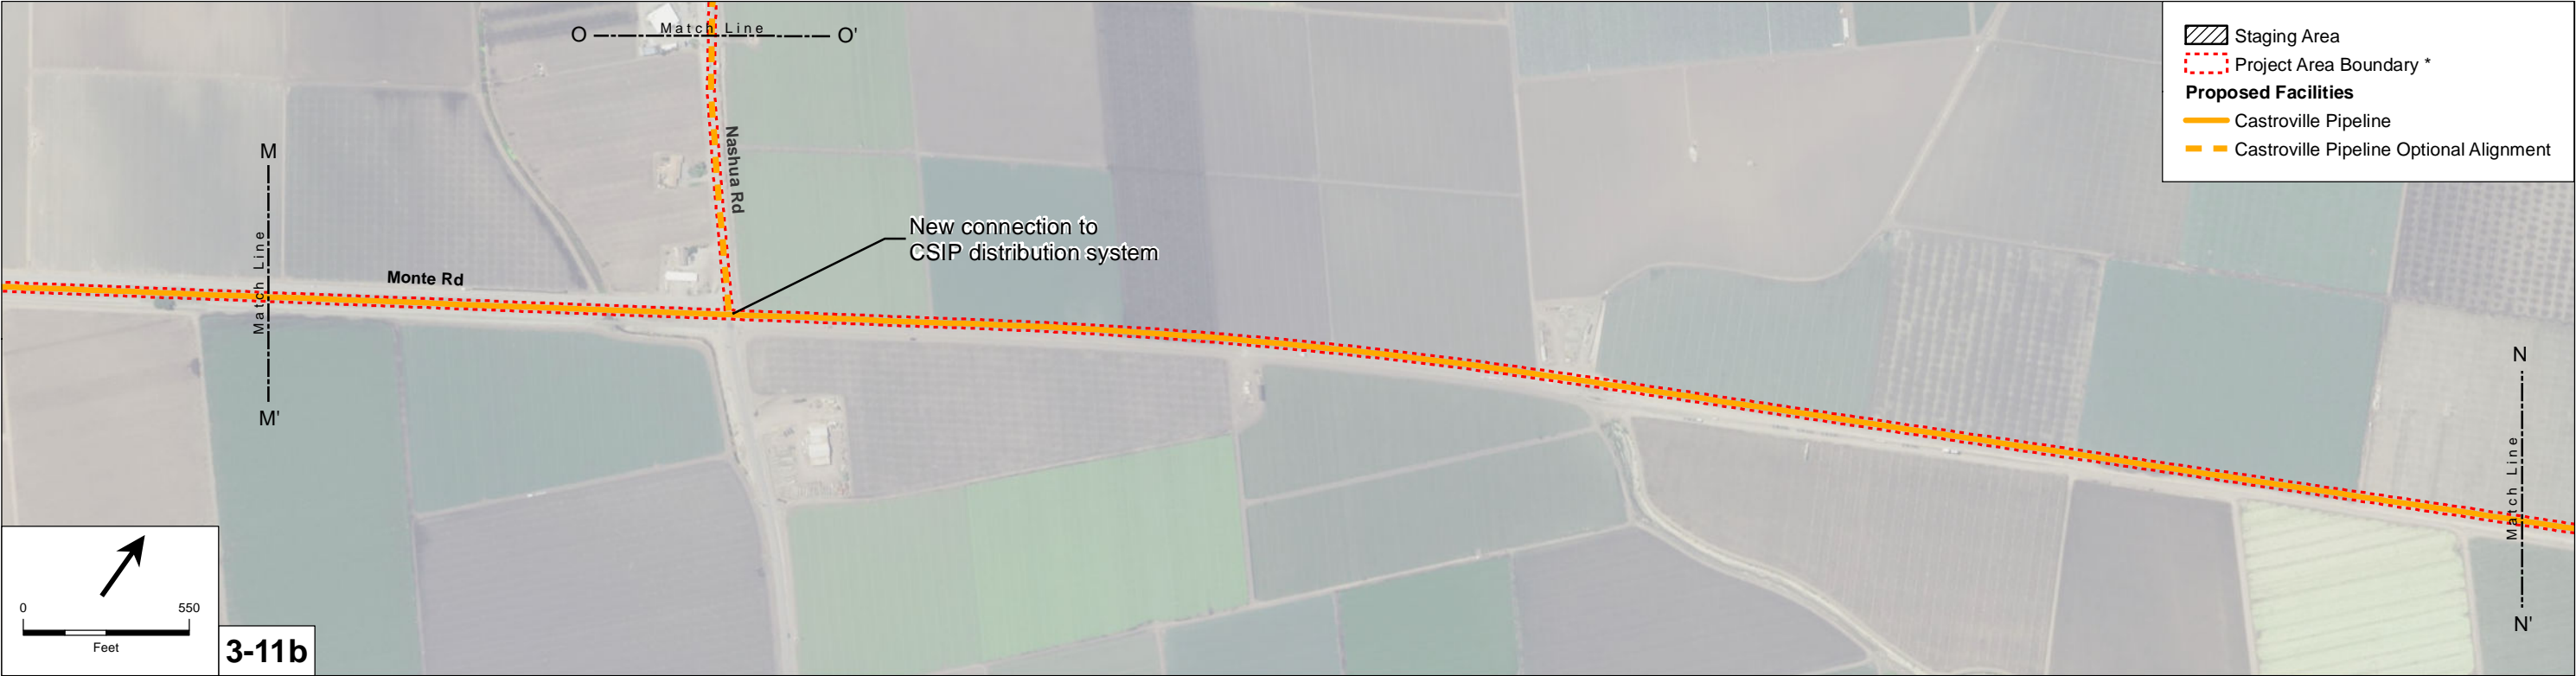 O Match Line O'
Staging Area
Project Area Boundary *
Proposed Facilities
Castroville Pipeline
Castroville Pipeline Optional Alignment
M
Match Line
M'
Nashua Rd
New connection to
CSIP distribution system
Monte Rd
N
Match Line
N'
0 550
Feet
3-11b